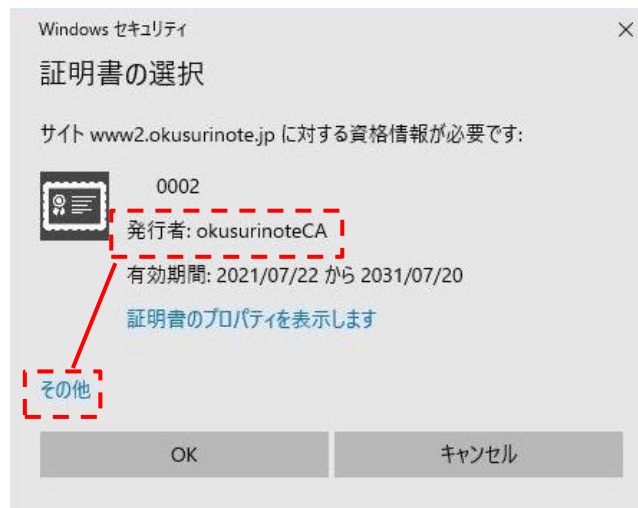 Windows セキュリティ
証明書の選択
サイト www2.okusurinote.jp に対する資格情報が必要です:
0002
発行者: okusurinoteCA
有効期間: 2021/07/22 から 2031/07/20
証明書のプロパティを表示します
その他
OK
キャンセル